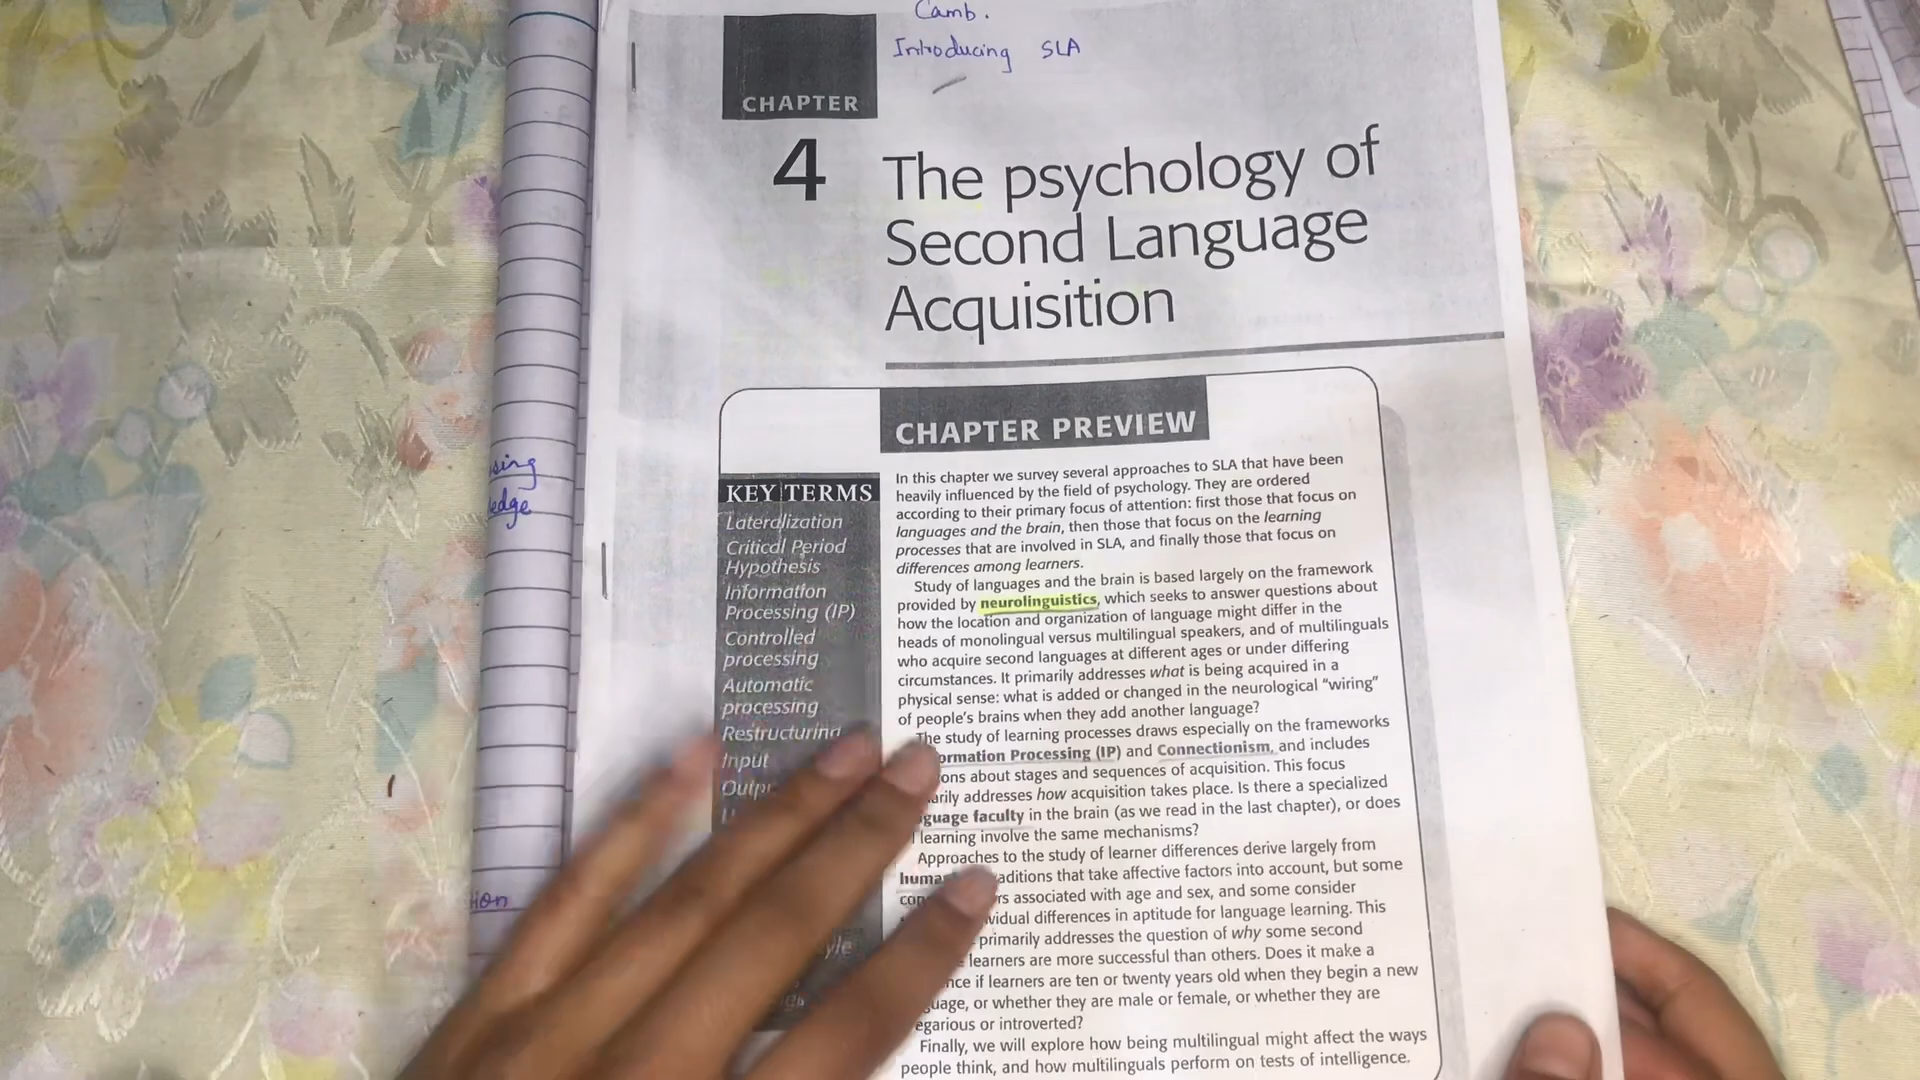 Camb.
Introducing SLA
CHAPTER
4
The psychology of
Second Language
Acquisition
CHAPTER PREVIEW
KEY TERMS
Lateralization
Critical Period
Hypothesis
Information
Processing (IP)
Controlled
processing
Automatic
processing
Restructuring
Input
In this chapter we survey several approaches to SLA that have been
heavily influenced by the field of psychology. They are ordered
according to their primary focus of attention: first those that focus on
languages and the brain, then those that focus on the learning
processes that are involved in SLA, and finally those that focus on
differences among learners.
Study of languages and the brain is based largely on the framework
provided by neurolinguistics, which seeks to answer questions about
how the location and organization of language might differ in the
heads of monolingual versus multilingual speakers, and of multilinguals
who acquire second languages at different ages or under differing
circumstances. It primarily addresses what is being acquired in a
physical sense: what is added or changed in the neurological “wiring”
of people’s brains when they add another language?
The study of learning processes draws especially on the frameworks
Processing (IP) and Connectionism, and includes
about stages and sequences of acquisition. This focus
addresses how acquisition takes place. Is there a specialized
faculty in the brain (as we read in the last chapter), or does
learning involve the same mechanisms?
Approaches to the study of learner differences derive largely from
that take affective factors into account, but some
associated with age and sex, and some consider
differences in aptitude for language learning. This
primarily addresses the question of why some second
learners are more successful than others. Does it make a
if learners are ten or twenty years old when they begin a new
or whether they are male or female, or whether they are
or introverted?
Finally, we will explore how being multilingual might affect the ways
people think, and how multilinguals perform on tests of intelligence.